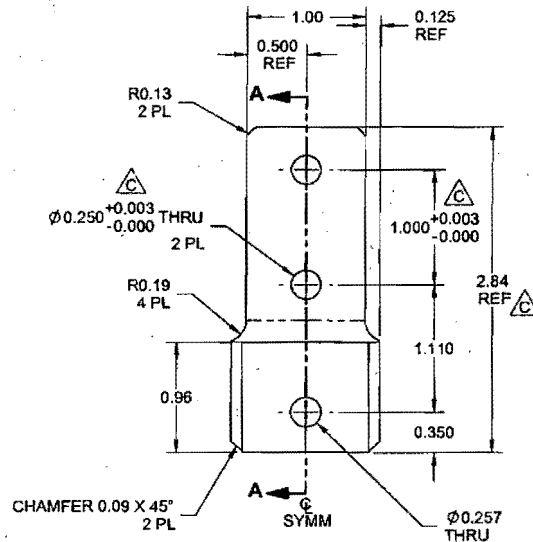 1.00
0.125
REF
0.500
REF
A
R0.13
2 PL
C
Ø0.250 +0.003 -0.000 THRU
2 PL
C
1.000 +0.003 -0.000
R0.19
4 PL
2.84
REF C
1.110
0.96
0.350
A
CHAMFER 0.09 X 45°
2 PL
CL
SYMM
Ø0.257
THRU